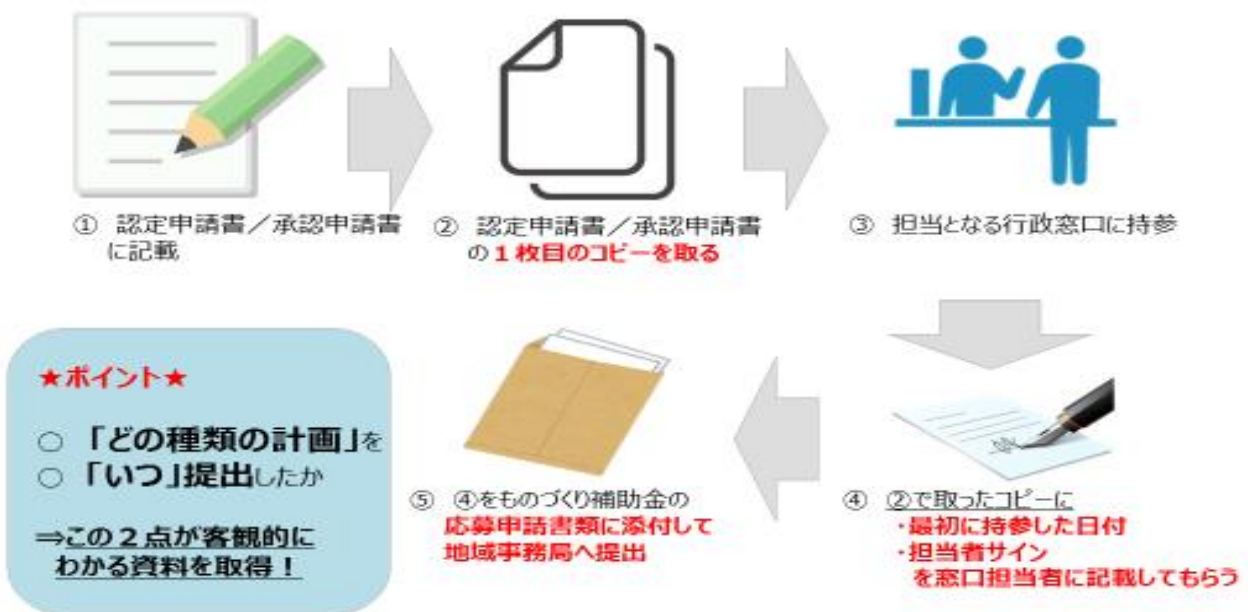 ① 認定申請書／承認申請書
に記載
② 認定申請書／承認申請書
の１枚目のコピーを取る
③ 担当となる行政窓口に持参
④ ②で取ったコピーに
・最初に持参した日付
・担当者サイン
を窓口担当者に記載してもらう
⑤ ④をものづくり補助金の
応募申請書類に添付して
地域事務局へ提出
★ポイント★
○ 「どの種類の計画」を
○ 「いつ」提出したか
⇒この２点が客観的に
わかる資料を取得！